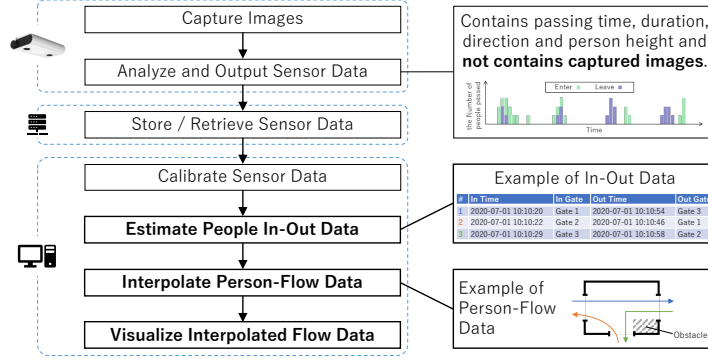 Capture Images
Analyze and Output Sensor Data
Store / Retrieve Sensor Data
Calibrate Sensor Data
Estimate People In-Out Data
Interpolate Person-Flow Data
Visualize Interpolated Flow Data
Contains passing time, duration,
direction and person height and
not contains captured images.
the Number of
people passed
Enter Leave
Time
Example of In-Out Data
# In Time In Gate Out Time Out Gate
1 2020-07-01 10:10:20 Gate 1 2020-07-01 10:10:54 Gate 3
2 2020-07-01 10:10:22 Gate 2 2020-07-01 10:10:46 Gate 1
3 2020-07-01 10:10:29 Gate 3 2020-07-01 10:10:58 Gate 2
Example of
Person-Flow
Data
Obstacle